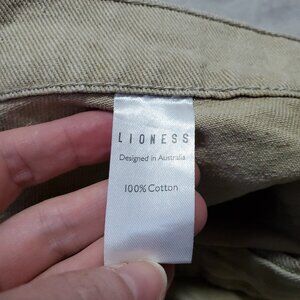 LIONESS
Designed in Australia
100% Cotton